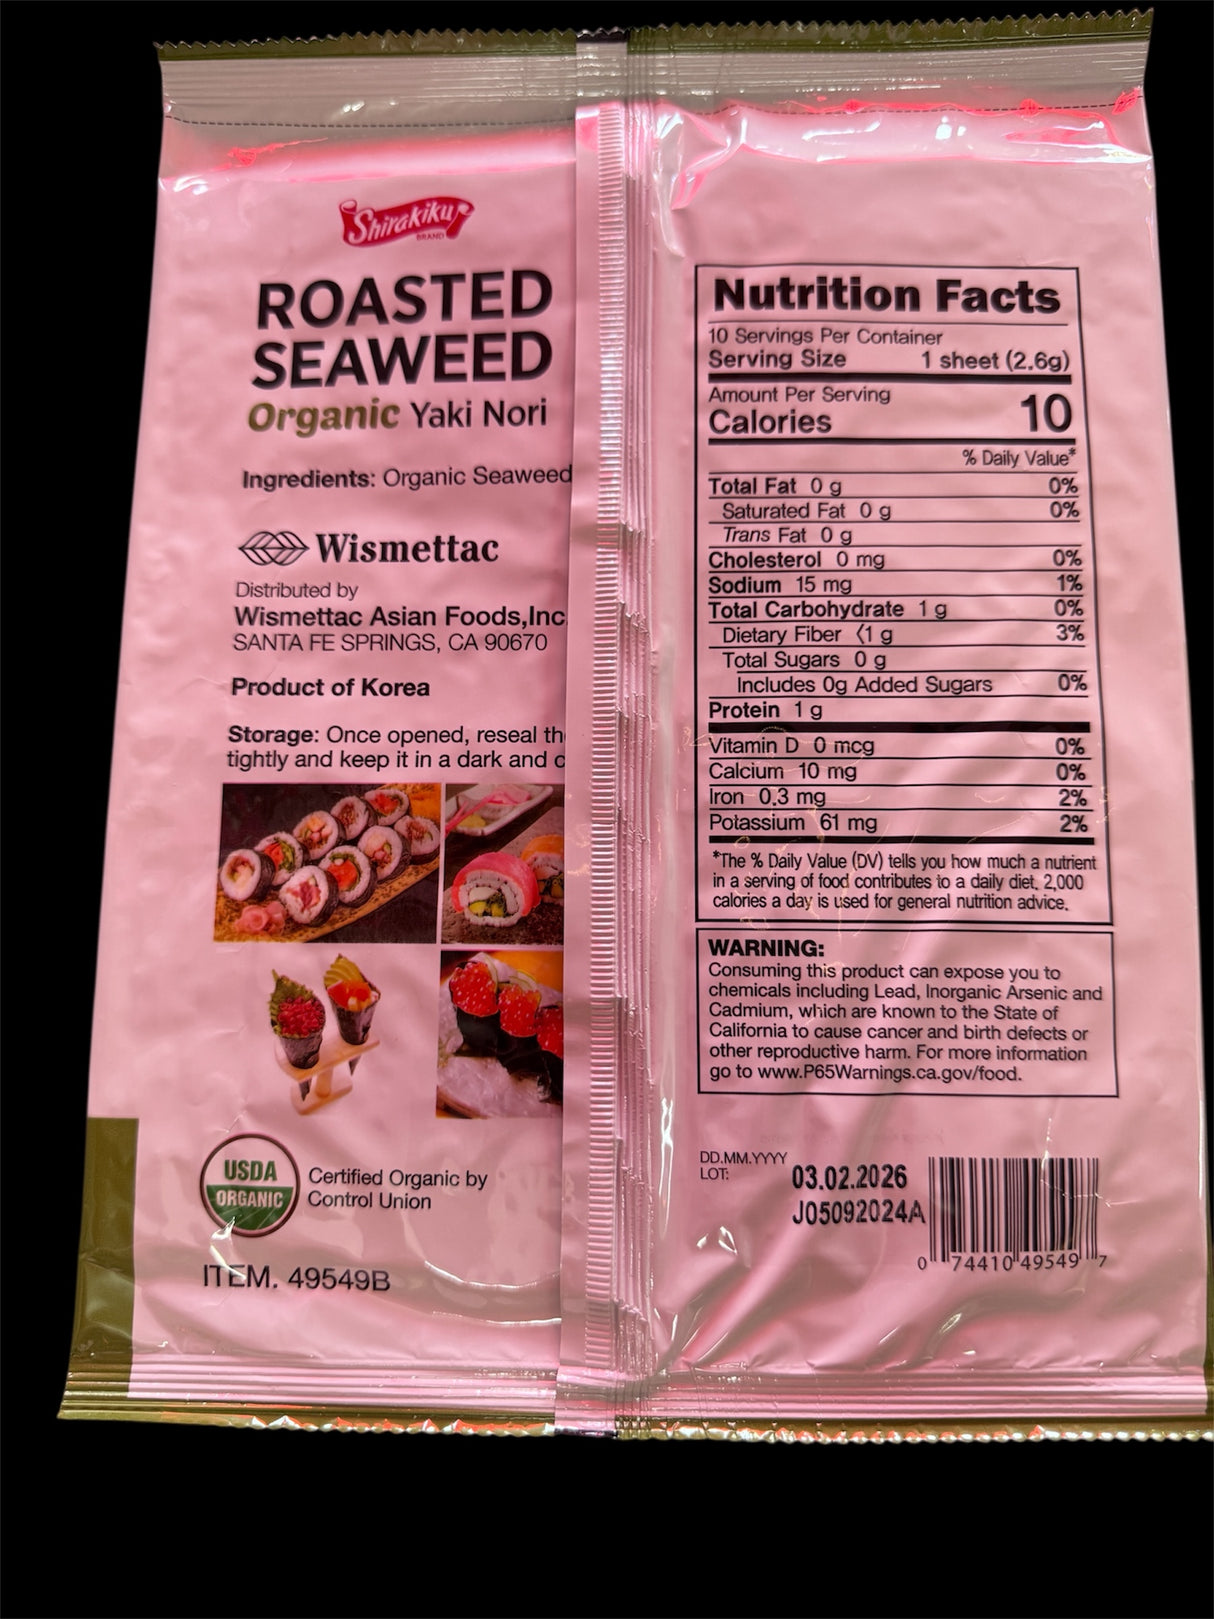 Shirakiku
BRAND
ROASTED
SEAWEED
Organic Yaki Nori
Ingredients: Organic Seaweed
Wismettac
Distributed by
Wismettac Asian Foods,Inc
SANTA FE SPRINGS, CA 90670
Product of Korea
Storage: Once opened, reseal
tightly and keep it in a dark and
USDA
ORGANIC
Certified Organic by
Control Union
ITEM. 49549B
Nutrition Facts
10 Servings Per Container
Serving Size 1 sheet (2.6g)
Amount Per Serving
Calories 10
% Daily Value*
Total Fat 0 g 0%
Saturated Fat 0 g 0%
Trans Fat 0 g
Cholesterol 0 mg 0%
Sodium 15 mg 1%
Total Carbohydrate 1 g 0%
Dietary Fiber <1 g 3%
Total Sugars 0 g
Includes 0g Added Sugars 0%
Protein 1 g
Vitamin D 0 mcg 0%
Calcium 10 mg 0%
Iron 0.3 mg 2%
Potassium 61 mg 2%
*The % Daily Value (DV) tells you how much a nutrient
in a serving of food contributes to a daily diet. 2,000
calories a day is used for general nutrition advice.
WARNING:
Consuming this product can expose you to
chemicals including Lead, Inorganic Arsenic and
Cadmium, which are known to the State of
California to cause cancer and birth defects or
other reproductive harm. For more information
go to www.P65Warnings.ca.gov/food.
DD.MM.YYYY 03.02.2026
LOT: J05092024A
0 74410 49549 7